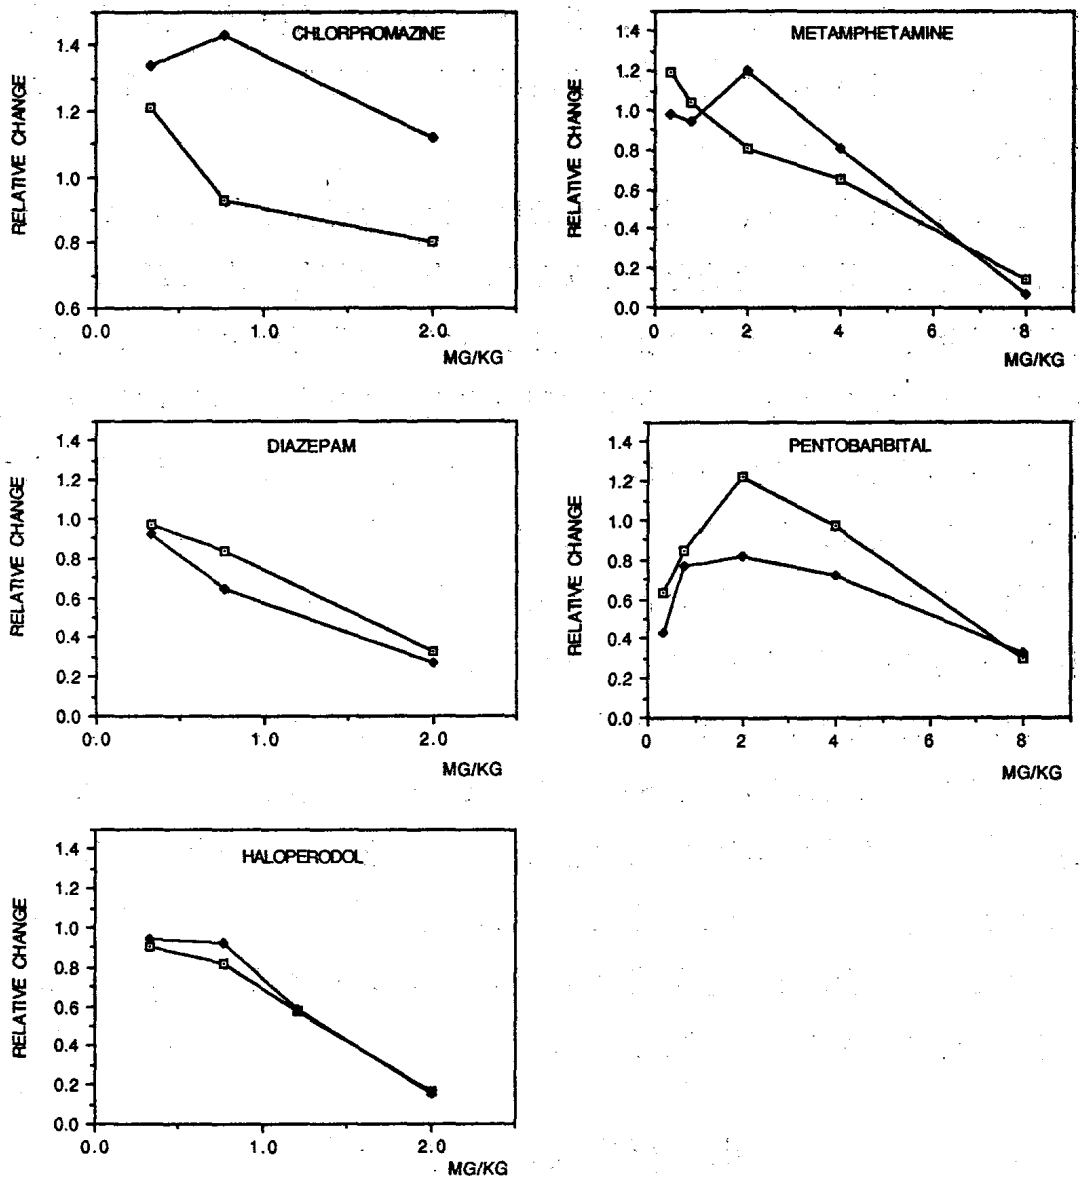 CHLORPROMAZINE
RELATIVE CHANGE
1.4
1.2
1.0
0.8
0.6
0.0 1.0 2.0
MG/KG
METAMPHETAMINE
RELATIVE CHANGE
1.4
1.2
1.0
0.8
0.6
0.4
0.2
0.0
0 2 4 6 8
MG/KG
DIAZEPAM
RELATIVE CHANGE
1.4
1.2
1.0
0.8
0.6
0.4
0.2
0.0
0.0 1.0 2.0
MG/KG
PENTOBARBITAL
RELATIVE CHANGE
1.4
1.2
1.0
0.8
0.6
0.4
0.2
0.0
0 2 4 6 8
MG/KG
HALOPERODOL
RELATIVE CHANGE
1.4
1.2
1.0
0.8
0.6
0.4
0.2
0.0
0.0 1.0 2.0
MG/KG